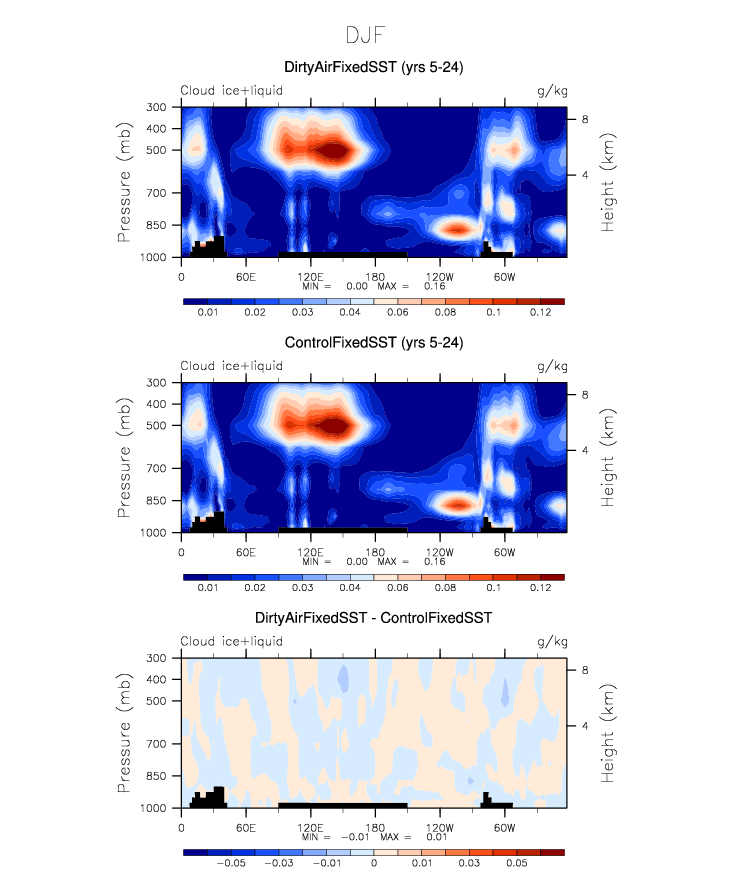 DJF
DirtyAirFixedSST (yrs 5-24)
Cloud ice+liquid g/kg
Pressure (mb)
300
400
500
700
850
1000
8
4
Height (km)
0 60E 120E 180 120W 60W
MIN = 0.00 MAX = 0.16
0.01 0.02 0.03 0.04 0.06 0.08 0.1 0.12
ControlFixedSST (yrs 5-24)
Cloud ice+liquid g/kg
Pressure (mb)
300
400
500
700
850
1000
8
4
Height (km)
0 60E 120E 180 120W 60W
MIN = 0.00 MAX = 0.16
0.01 0.02 0.03 0.04 0.06 0.08 0.1 0.12
DirtyAirFixedSST - ControlFixedSST
Cloud ice+liquid g/kg
Pressure (mb)
300
400
500
700
850
1000
8
4
Height (km)
0 60E 120E 180 120W 60W
MIN = −0.01 MAX = 0.01
−0.05 −0.03 −0.01 0 0.01 0.03 0.05